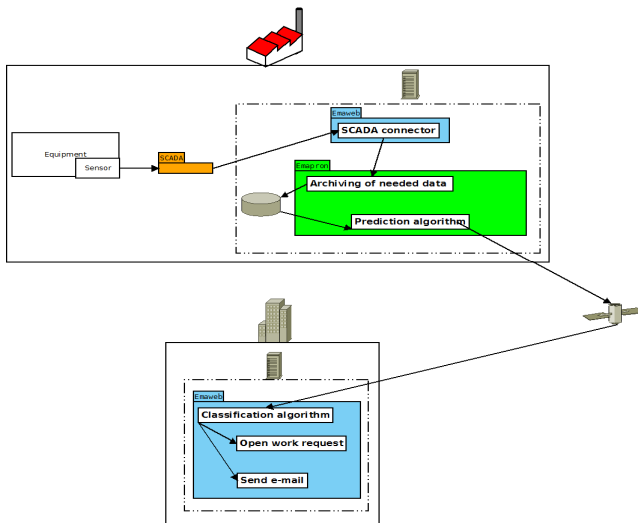 Emaweb
SCADA connector
Equipment
Sensor
SCADA
Emapron
Archiving of needed data
Prediction algorithm
Emaweb
Classification algorithm
Open work request
Send e-mail